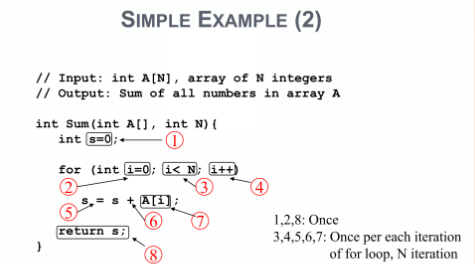 SIMPLE EXAMPLE (2)
// Input: int A[N], array of N integers
// Output: Sum of all numbers in array A
int Sum(int A[], int N){
int s=0; ①
for (int i=0; i< N; i++)
② ③ ④
s = s + A[i];
⑤ ⑥ ⑦
return s;
⑧
}
1,2,8: Once
3,4,5,6,7: Once per each iteration
of for loop, N iteration